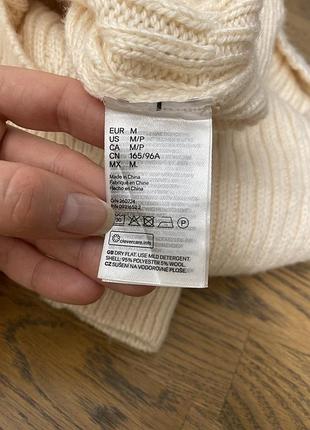 EUR M
US M/P
CA M/P
CN 165/96A
MX M.
Made in China
Fabriqué en Chine
Hecho en China
30
P
clevercare.info
GB DRY FLAT. USE MILD DETERGENT.
SHELL: 95% POLYESTER 5% WOOL.
CZ SUŠENÍ NA VODOROVNÉ PLOŠE.